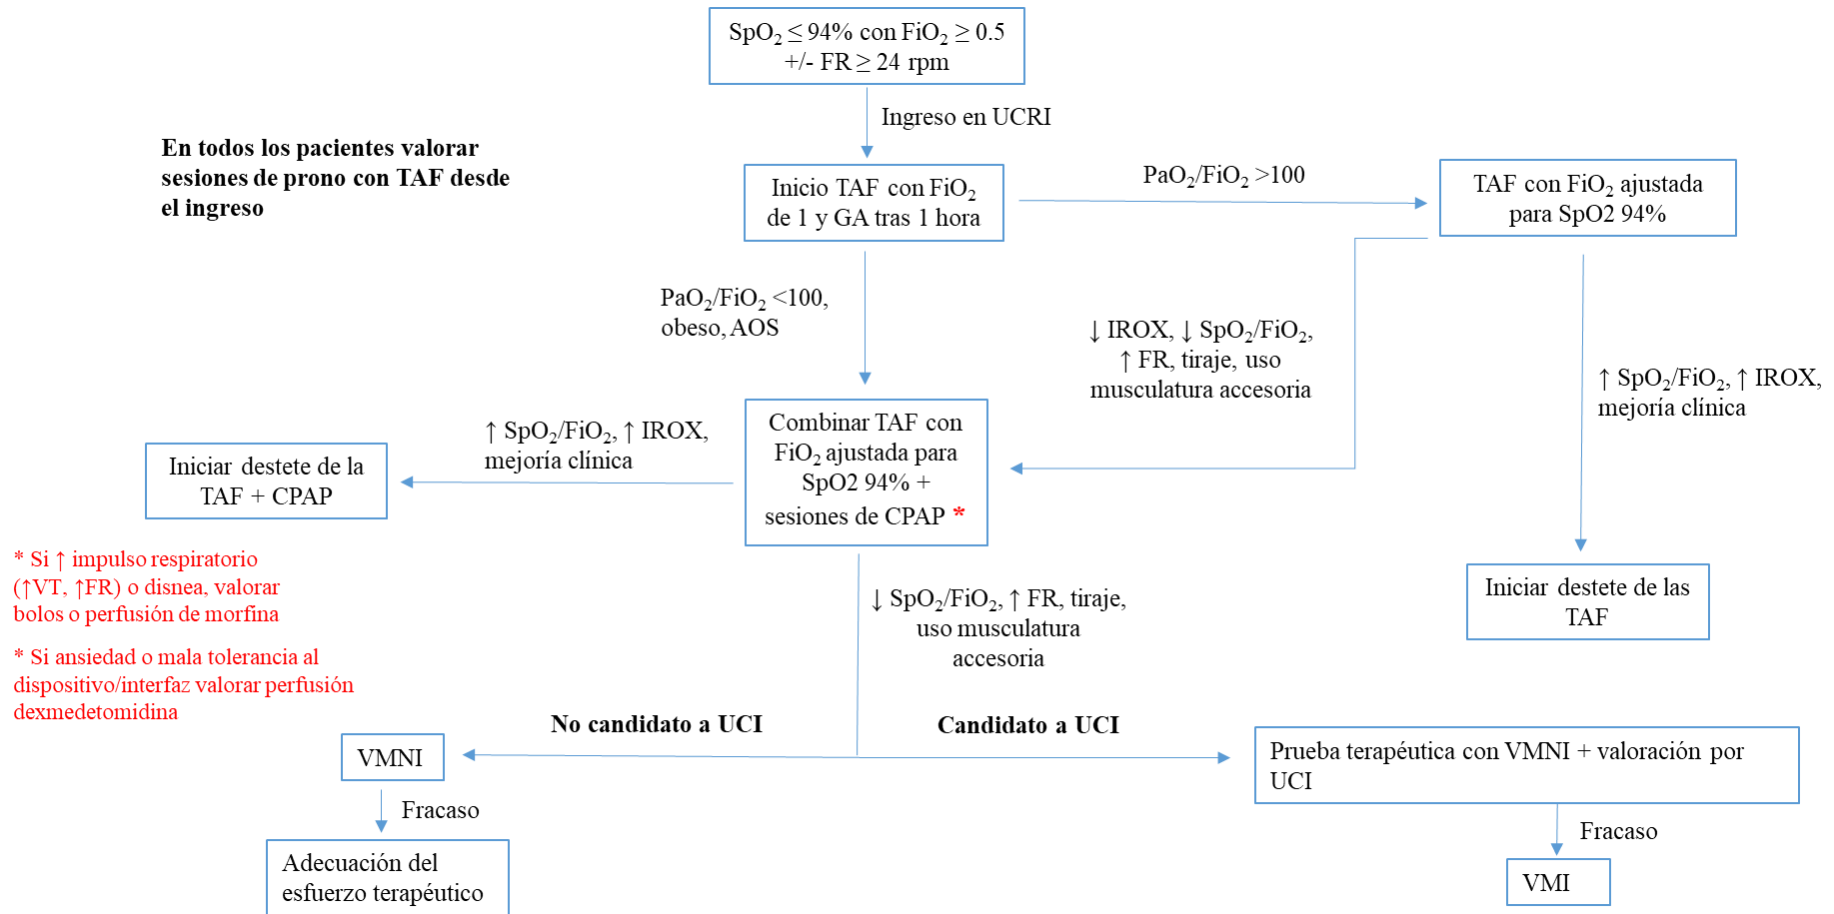 SpO₂ ≤ 94% con FiO₂ ≥ 0.5
+/- FR ≥ 24 rpm
Ingreso en UCRI
En todos los pacientes valorar
sesiones de prono con TAF desde
el ingreso
Inicio TAF con FiO₂
de 1 y GA tras 1 hora
PaO₂/FiO₂ >100
TAF con FiO₂ ajustada
para SpO2 94%
PaO₂/FiO₂ <100,
obeso, AOS
↓ IROX, ↓ SpO₂/FiO₂,
↑ FR, tiraje, uso
musculatura accesoria
↑ SpO₂/FiO₂, ↑ IROX,
mejoría clínica
Combinar TAF con
FiO₂ ajustada para
SpO2 94% +
sesiones de CPAP *
↑ SpO₂/FiO₂, ↑ IROX,
mejoría clínica
Iniciar destete de la
TAF + CPAP
* Si ↑ impulso respiratorio
(↑VT, ↑FR) o disnea, valorar
bolos o perfusión de morfina
* Si ansiedad o mala tolerancia al
dispositivo/interfaz valorar perfusión
dexmedetomidina
↓ SpO₂/FiO₂, ↑ FR, tiraje,
uso musculatura
accesoria
Iniciar destete de las
TAF
No candidato a UCI
Candidato a UCI
VMNI
Prueba terapéutica con VMNI + valoración por
UCI
Fracaso
Fracaso
Adecuación del
esfuerzo terapéutico
VMI